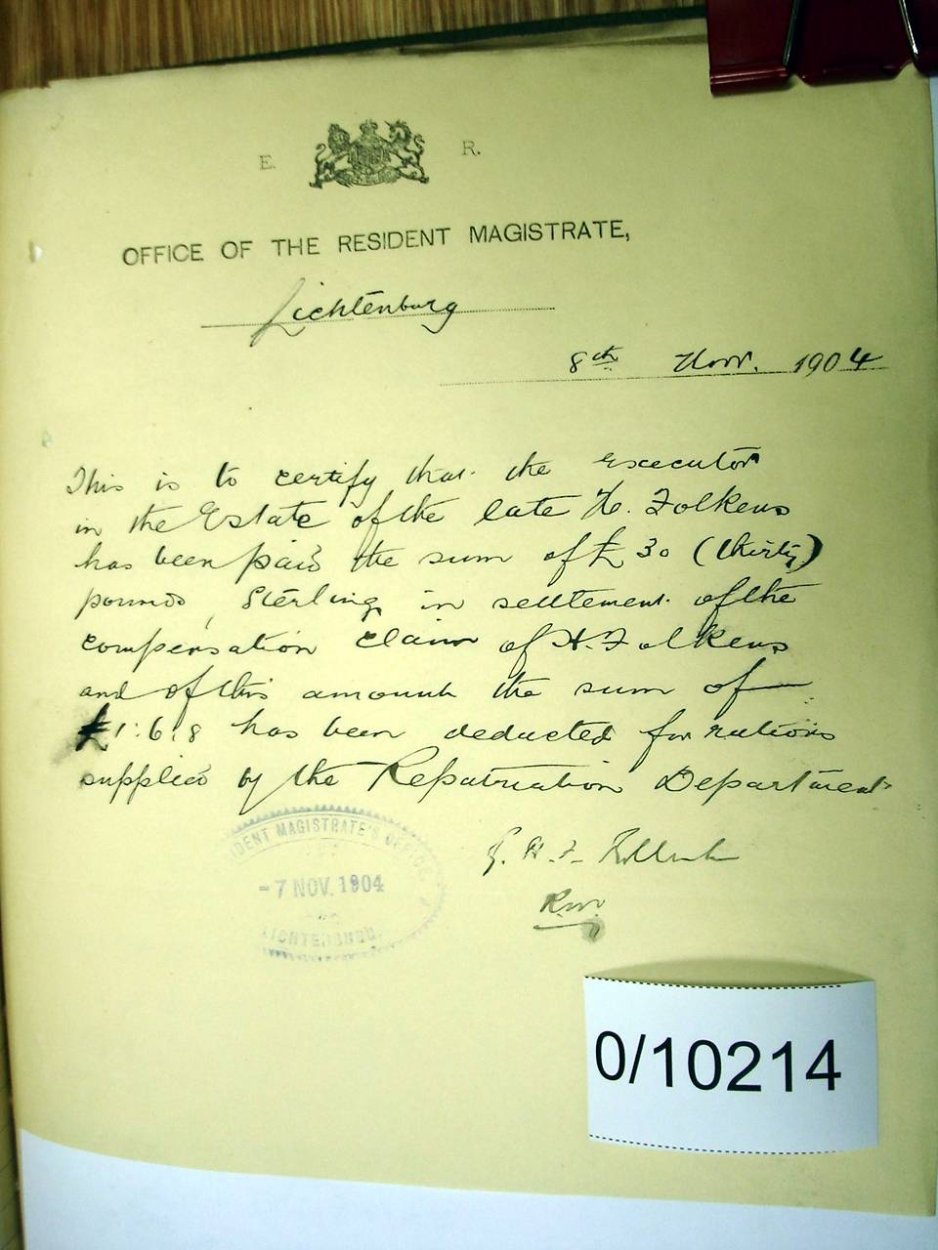 E. R.
OFFICE OF THE RESIDENT MAGISTRATE,
Lichtenburg
8th Novr. 1904
This is to certify that the executor
in the Estate of the late H. Folkens
has been paid the sum of £30 (thirty)
pounds, Sterling in settlement of the
compensation claim of H. Folkens
and of this amount the sum of
£1:6:8 has been deducted for rations
supplied by the Repatriation Department
RESIDENT MAGISTRATE'S OFFICE
-7 NOV. 1904
LICHTENBURG.
R.M.
0/10214